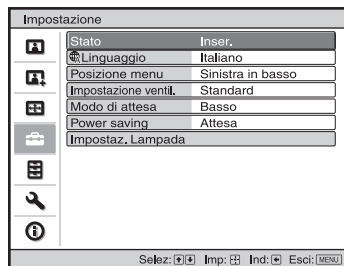 Impostazione
Stato Inser.
Linguaggio Italiano
Posizione menu Sinistra in basso
Impostazione ventil. Standard
Modo di attesa Basso
Power saving Attesa
Impostaz. Lampada
Selez: Imp: Ind: Esci: MENU